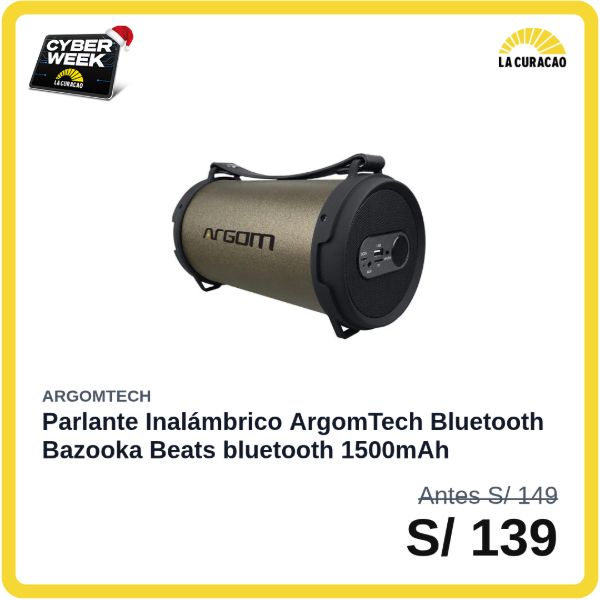 CYBER
WEEK
LA CURACAO
LA CURACAO
ARGOM
ARGOMTECH
Parlante Inalámbrico ArgomTech Bluetooth
Bazooka Beats bluetooth 1500mAh
Antes S/ 149
S/ 139